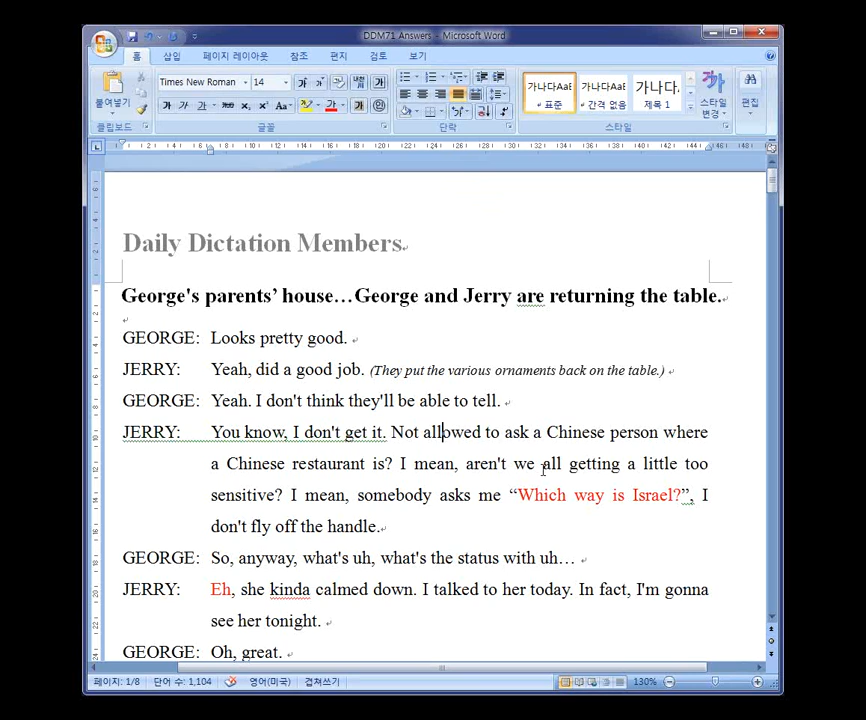 DDM71 Answers - Microsoft Word
홈 삽입 페이지 레이아웃 참조 편지 검토 보기
Times New Roman 14
붙여넣기
가나다AaB 가나다AaB 가나다
표준 간격 없음 제목 1
스타일 변경 편집
클립보드 글꼴 단락 스타일
Daily Dictation Members
George's parents’ house…George and Jerry are returning the table.
GEORGE: Looks pretty good.
JERRY: Yeah, did a good job. (They put the various ornaments back on the table.)
GEORGE: Yeah. I don't think they'll be able to tell.
JERRY: You know, I don't get it. Not allowed to ask a Chinese person where
a Chinese restaurant is? I mean, aren't we all getting a little too
sensitive? I mean, somebody asks me “Which way is Israel?”, I
don't fly off the handle.
GEORGE: So, anyway, what's uh, what's the status with uh…
JERRY: Eh, she kinda calmed down. I talked to her today. In fact, I'm gonna
see her tonight.
GEORGE: Oh, great.
페이지: 1/8 단어 수: 1,104 영어(미국) 겹쳐쓰기 130%